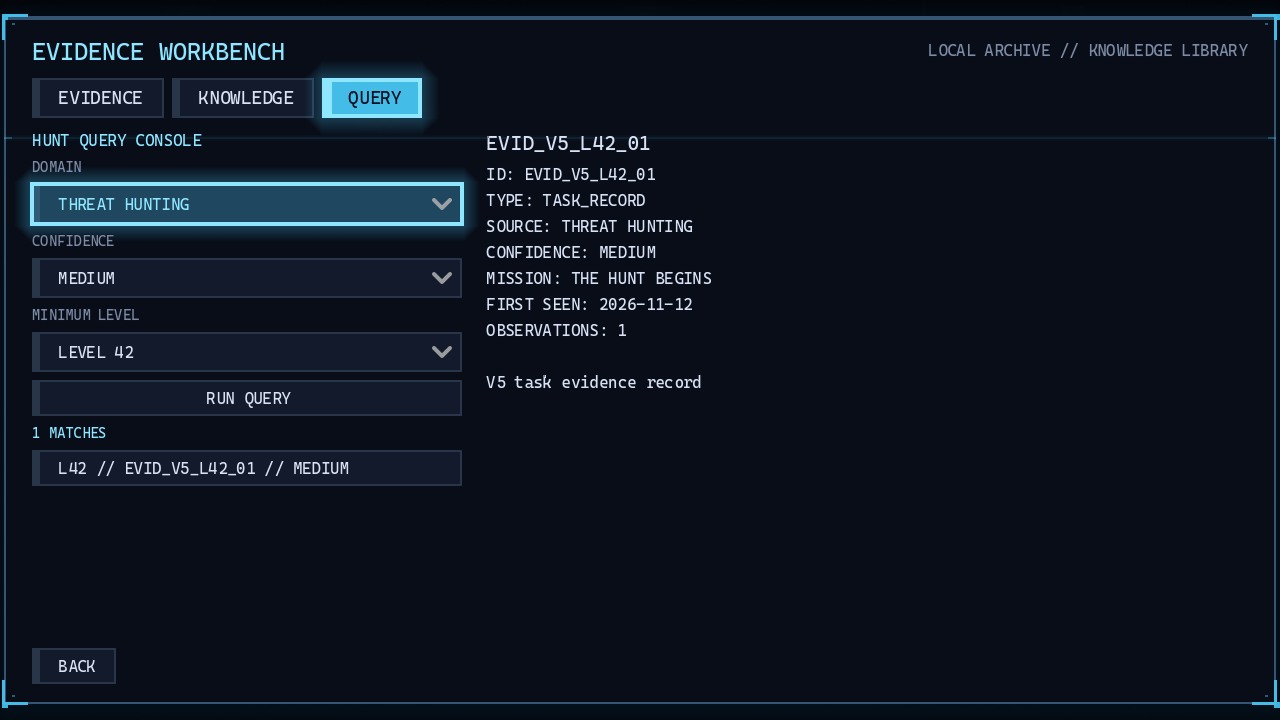 EVIDENCE WORKBENCH
LOCAL ARCHIVE // KNOWLEDGE LIBRARY
EVIDENCE
KNOWLEDGE
QUERY
HUNT QUERY CONSOLE
DOMAIN
THREAT HUNTING
CONFIDENCE
MEDIUM
MINIMUM LEVEL
LEVEL 42
RUN QUERY
1 MATCHES
L42 // EVID_V5_L42_01 // MEDIUM
EVID_V5_L42_01
ID: EVID_V5_L42_01
TYPE: TASK_RECORD
SOURCE: THREAT HUNTING
CONFIDENCE: MEDIUM
MISSION: THE HUNT BEGINS
FIRST SEEN: 2026-11-12
OBSERVATIONS: 1
V5 task evidence record
BACK